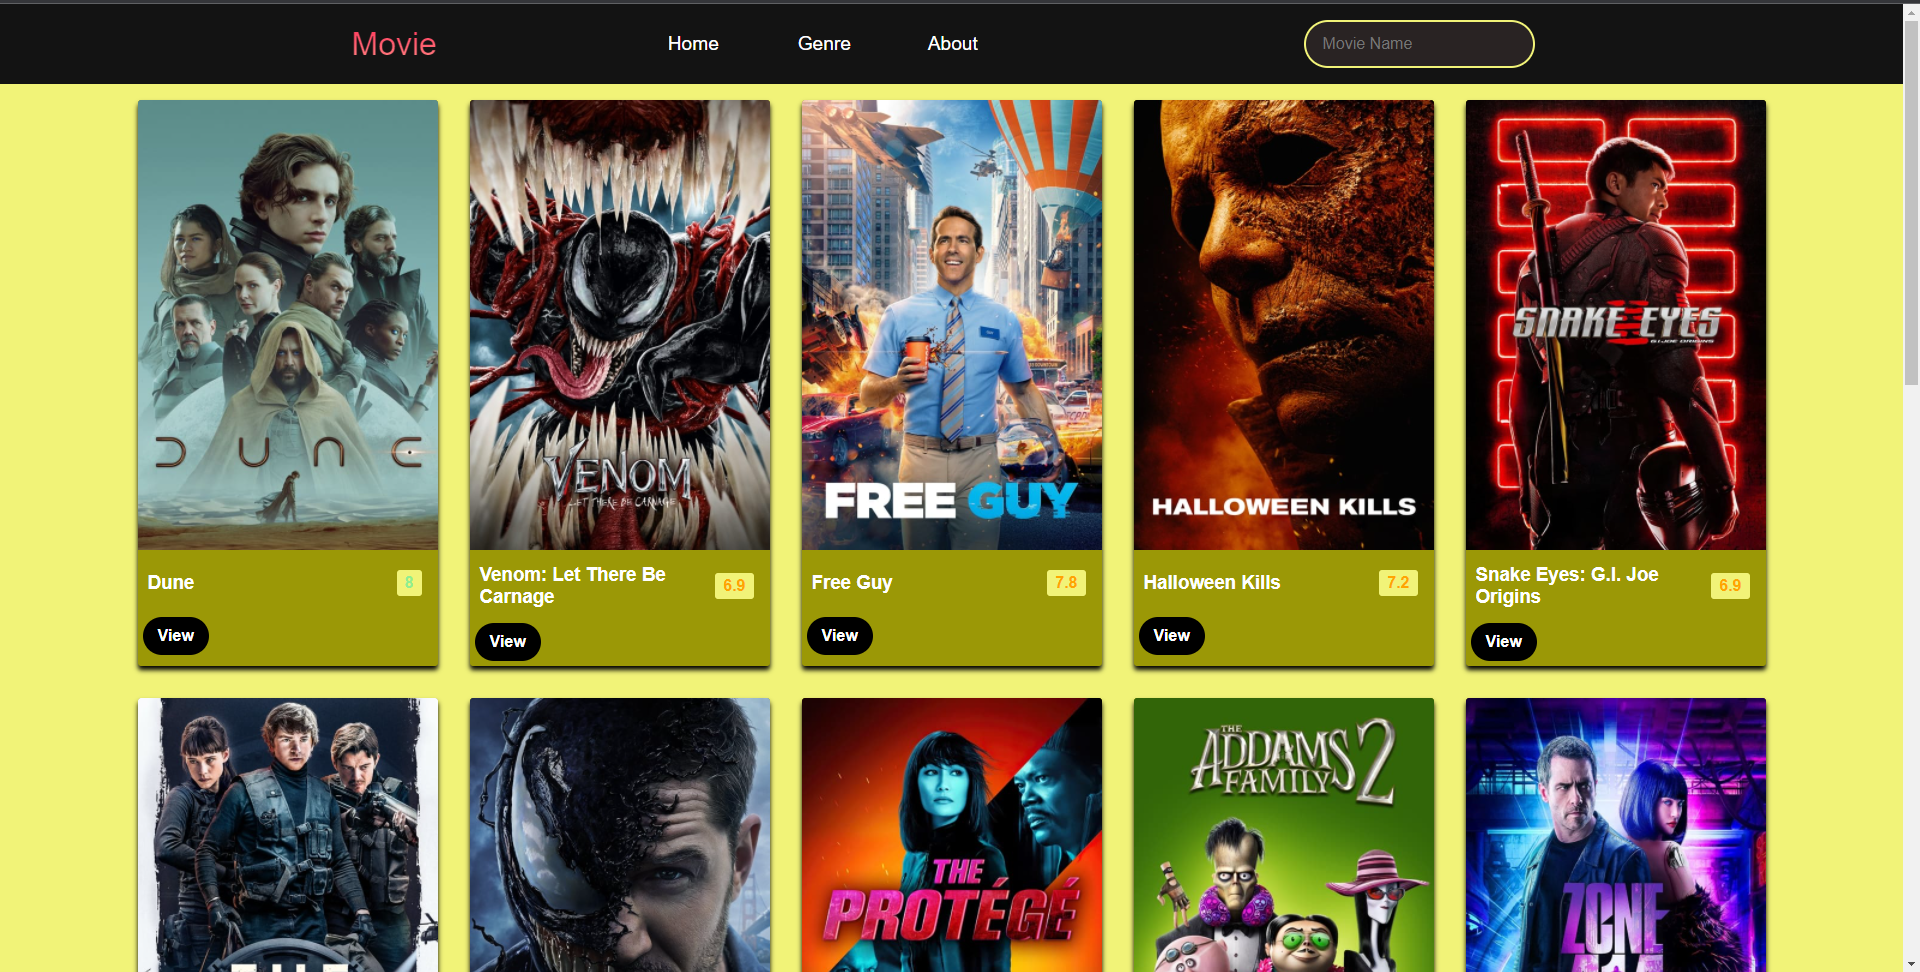 Movie
Home
Genre
About
Movie Name
DUNE
VENOM
LET THERE BE CARNAGE
FREE GUY
HALLOWEEN KILLS
SNAKE EYES
G.I. JOE ORIGINS
Dune
8
View
Venom: Let There Be
Carnage
6.9
View
Free Guy
7.8
View
Halloween Kills
7.2
View
Snake Eyes: G.I. Joe
Origins
6.9
View
THE
PROTÉGÉ
THE
ADDAMS
FAMILY 2
ZONE